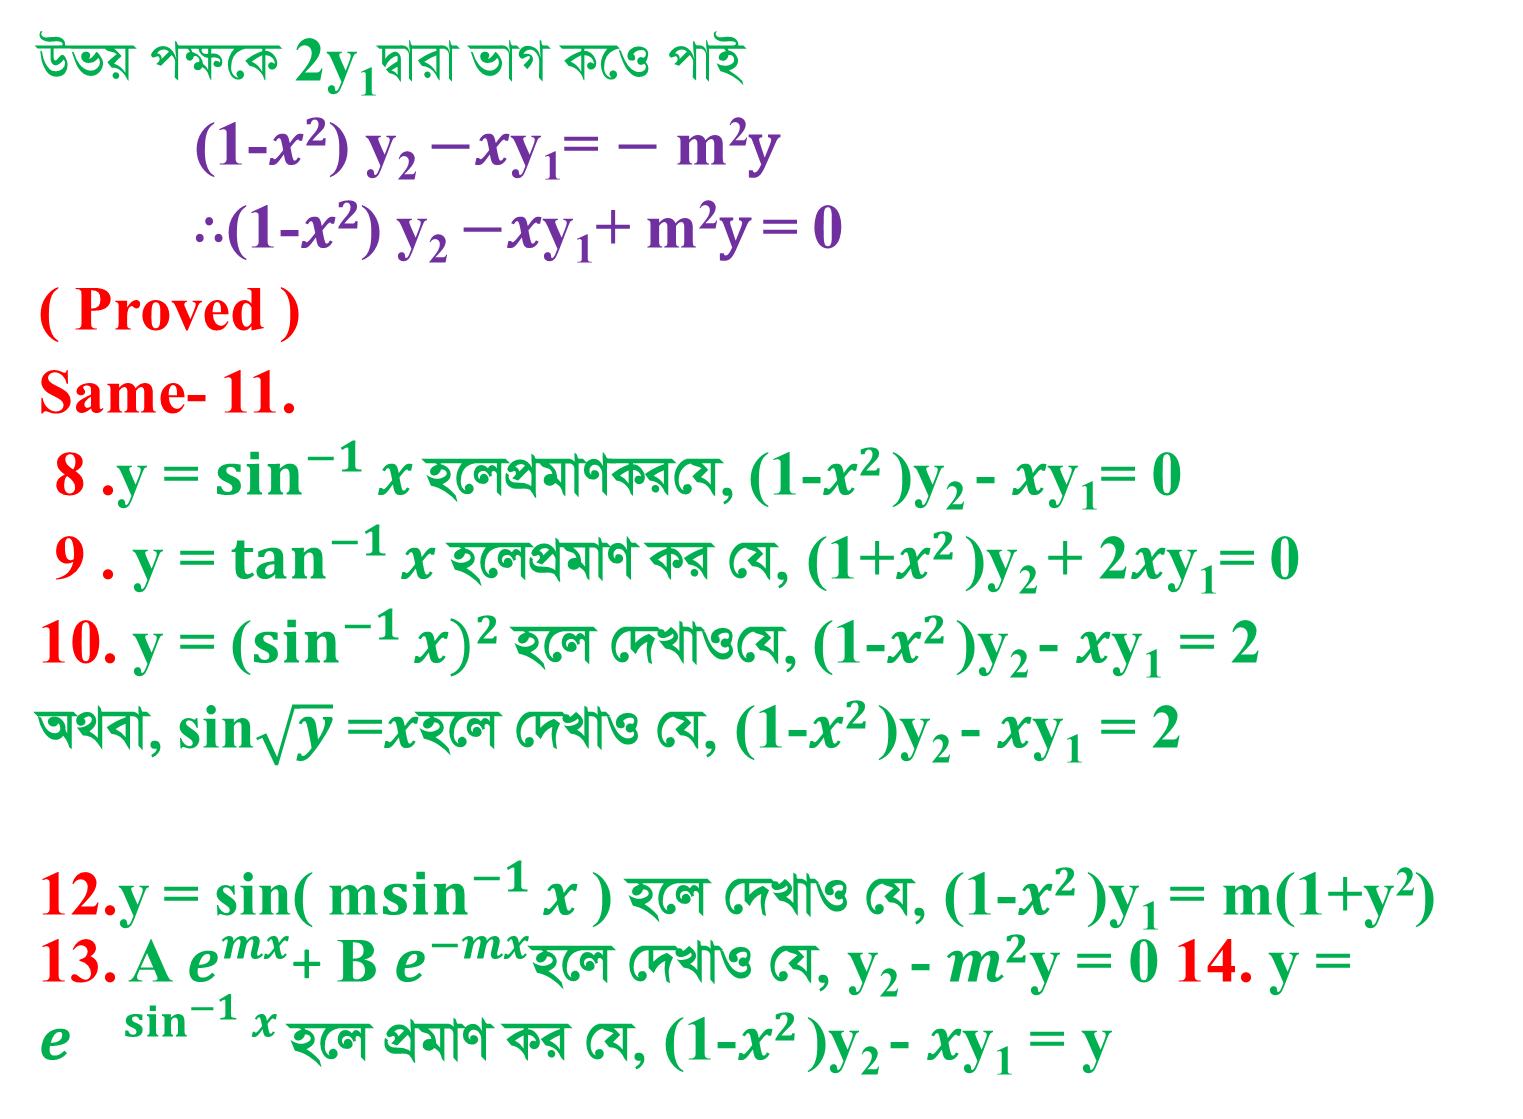 উভয় পক্ষকে 2y₁দ্বারা ভাগ কওে পাই
(1-x²) y₂ −xy₁= − m²y
∴(1-x²) y₂ −xy₁+ m²y = 0
( Proved )
Same- 11.
8 .y = sin⁻¹ x হলেপ্রমাণকরযে, (1-x² )y₂ - xy₁= 0
9 . y = tan⁻¹ x হলেপ্রমাণ কর যে, (1+x² )y₂ + 2xy₁= 0
10. y = (sin⁻¹ x)² হলে দেখাওযে, (1-x² )y₂ - xy₁ = 2
অথবা, sin√y =xহলে দেখাও যে, (1-x² )y₂ - xy₁ = 2
12.y = sin( msin⁻¹ x ) হলে দেখাও যে, (1-x² )y₁ = m(1+y²)
13. A eᵐˣ+ B e⁻ᵐˣহলে দেখাও যে, y₂ - m²y = 0 14. y =
e sin⁻¹ x হলে প্রমাণ কর যে, (1-x² )y₂ - xy₁ = y